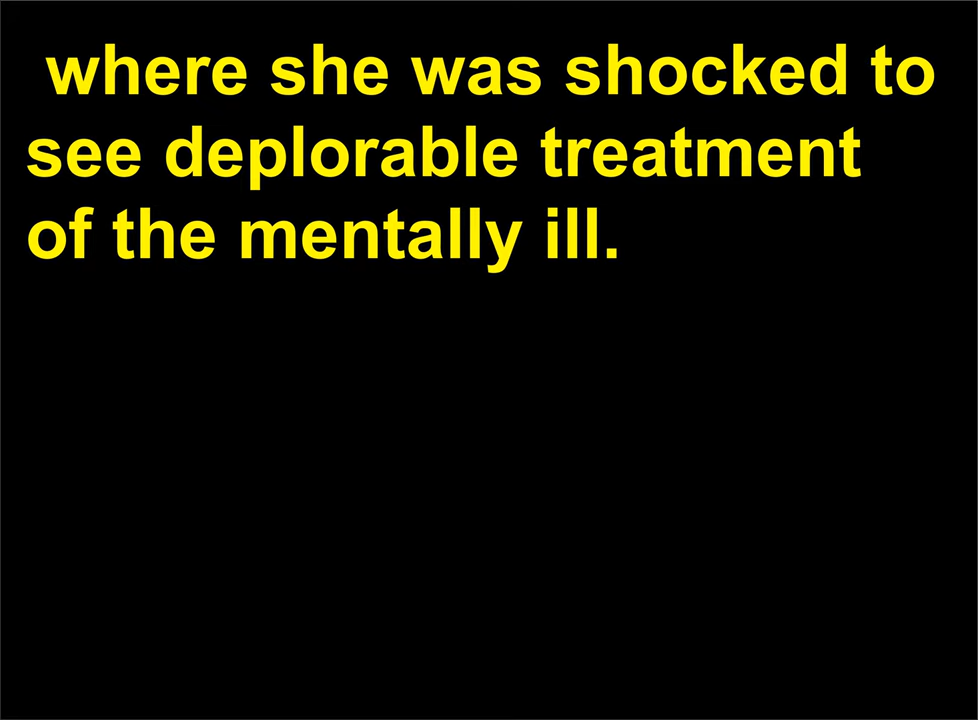 where she was shocked to
see deplorable treatment
of the mentally ill.